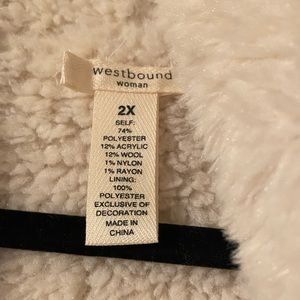 westbound
woman
2X
SELF:
74%
POLYESTER
12% ACRYLIC
12% WOOL
1% NYLON
1% RAYON
LINING:
100%
POLYESTER
EXCLUSIVE OF
DECORATION
MADE IN
CHINA